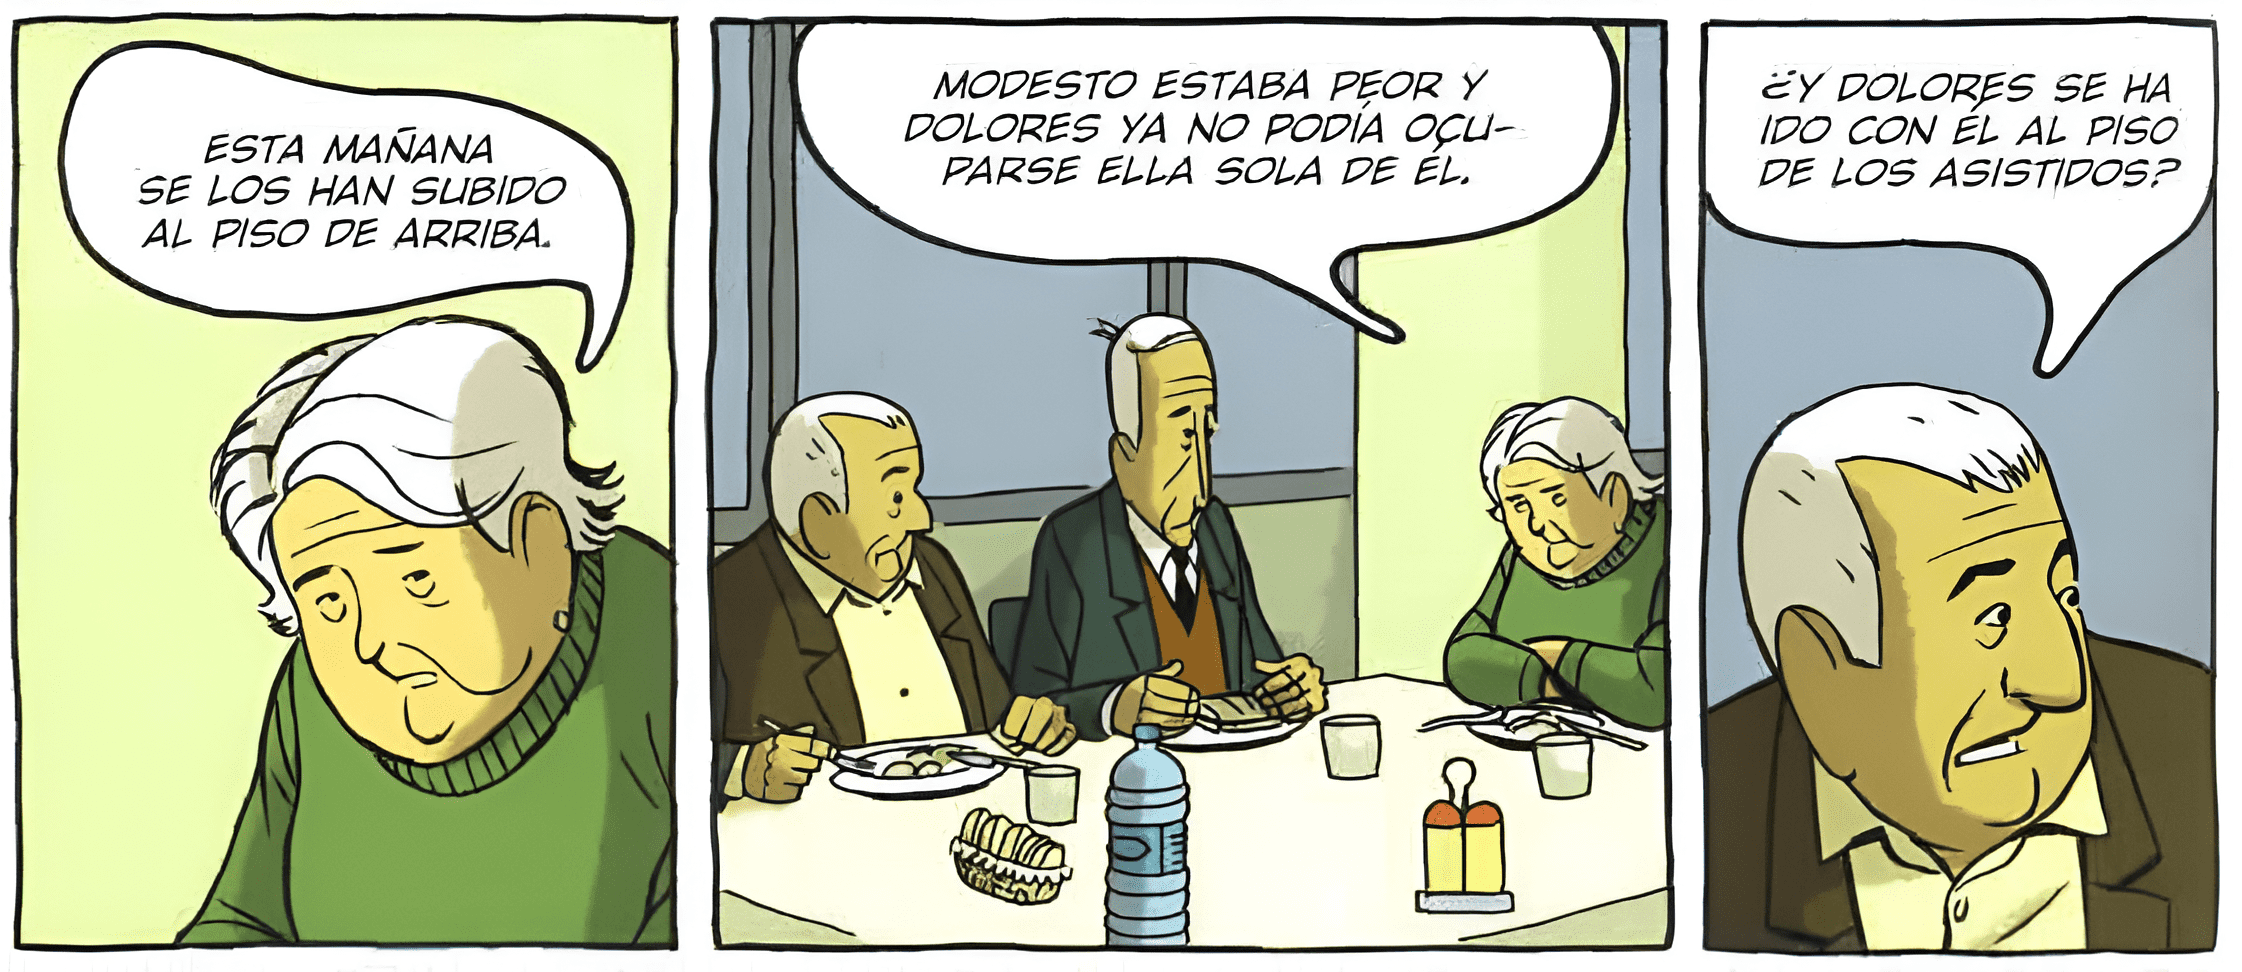 ESTA MAÑANA
SE LOS HAN SUBIDO
AL PISO DE ARRIBA.
MODESTO ESTABA PEOR Y
DOLORES YA NO PODÍA OCU-
PARSE ELLA SOLA DE ÉL.
¿Y DOLORES SE HA
IDO CON ÉL AL PISO
DE LOS ASISTIDOS?